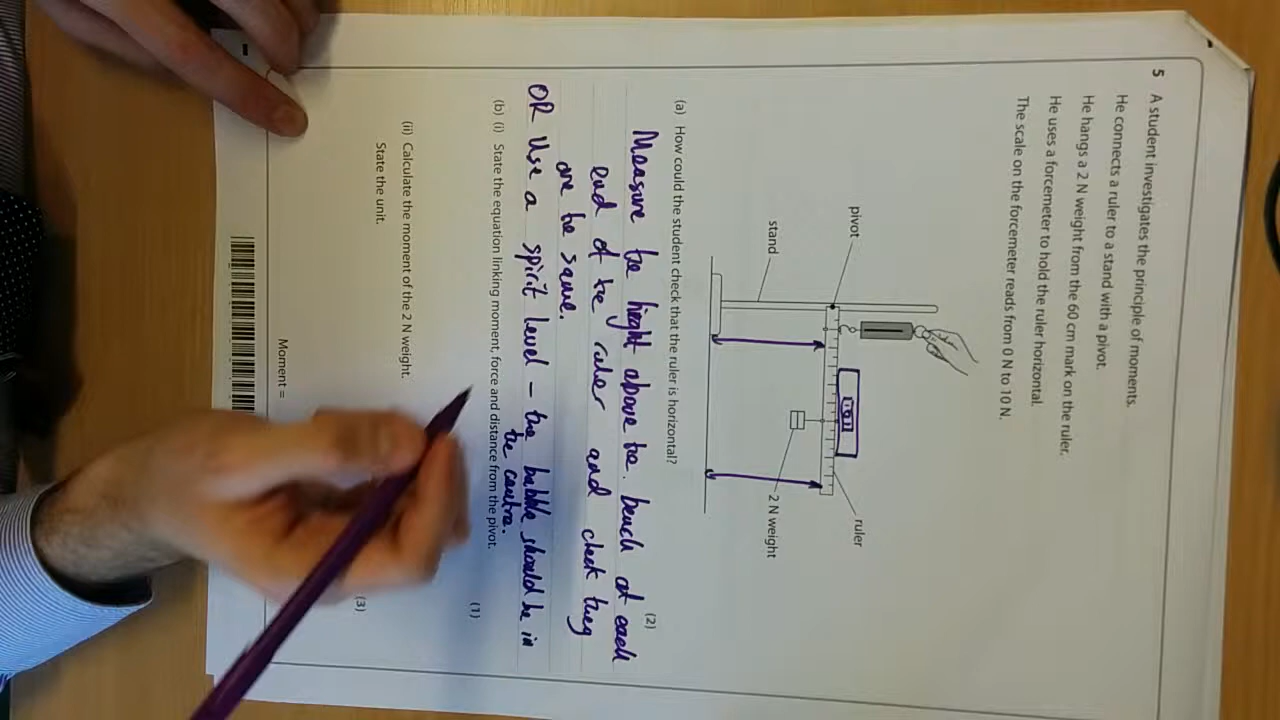 5 A student investigates the principle of moments.
He connects a ruler to a stand with a pivot.
He hangs a 2 N weight from the 60 cm mark on the ruler.
He uses a forcemeter to hold the ruler horizontal.
The scale on the forcemeter reads from 0 N to 10 N.
pivot
ruler
stand
2 N weight
(a) How could the student check that the ruler is horizontal?
(2)
Measure the height above the bench at each
end of the ruler and check they
are the same.
OR Use a spirit level – the bubble should be in
the centre.
(b) (i) State the equation linking moment, force and distance from the pivot.
(1)
(ii) Calculate the moment of the 2 N weight.
State the unit.
(3)
Moment =